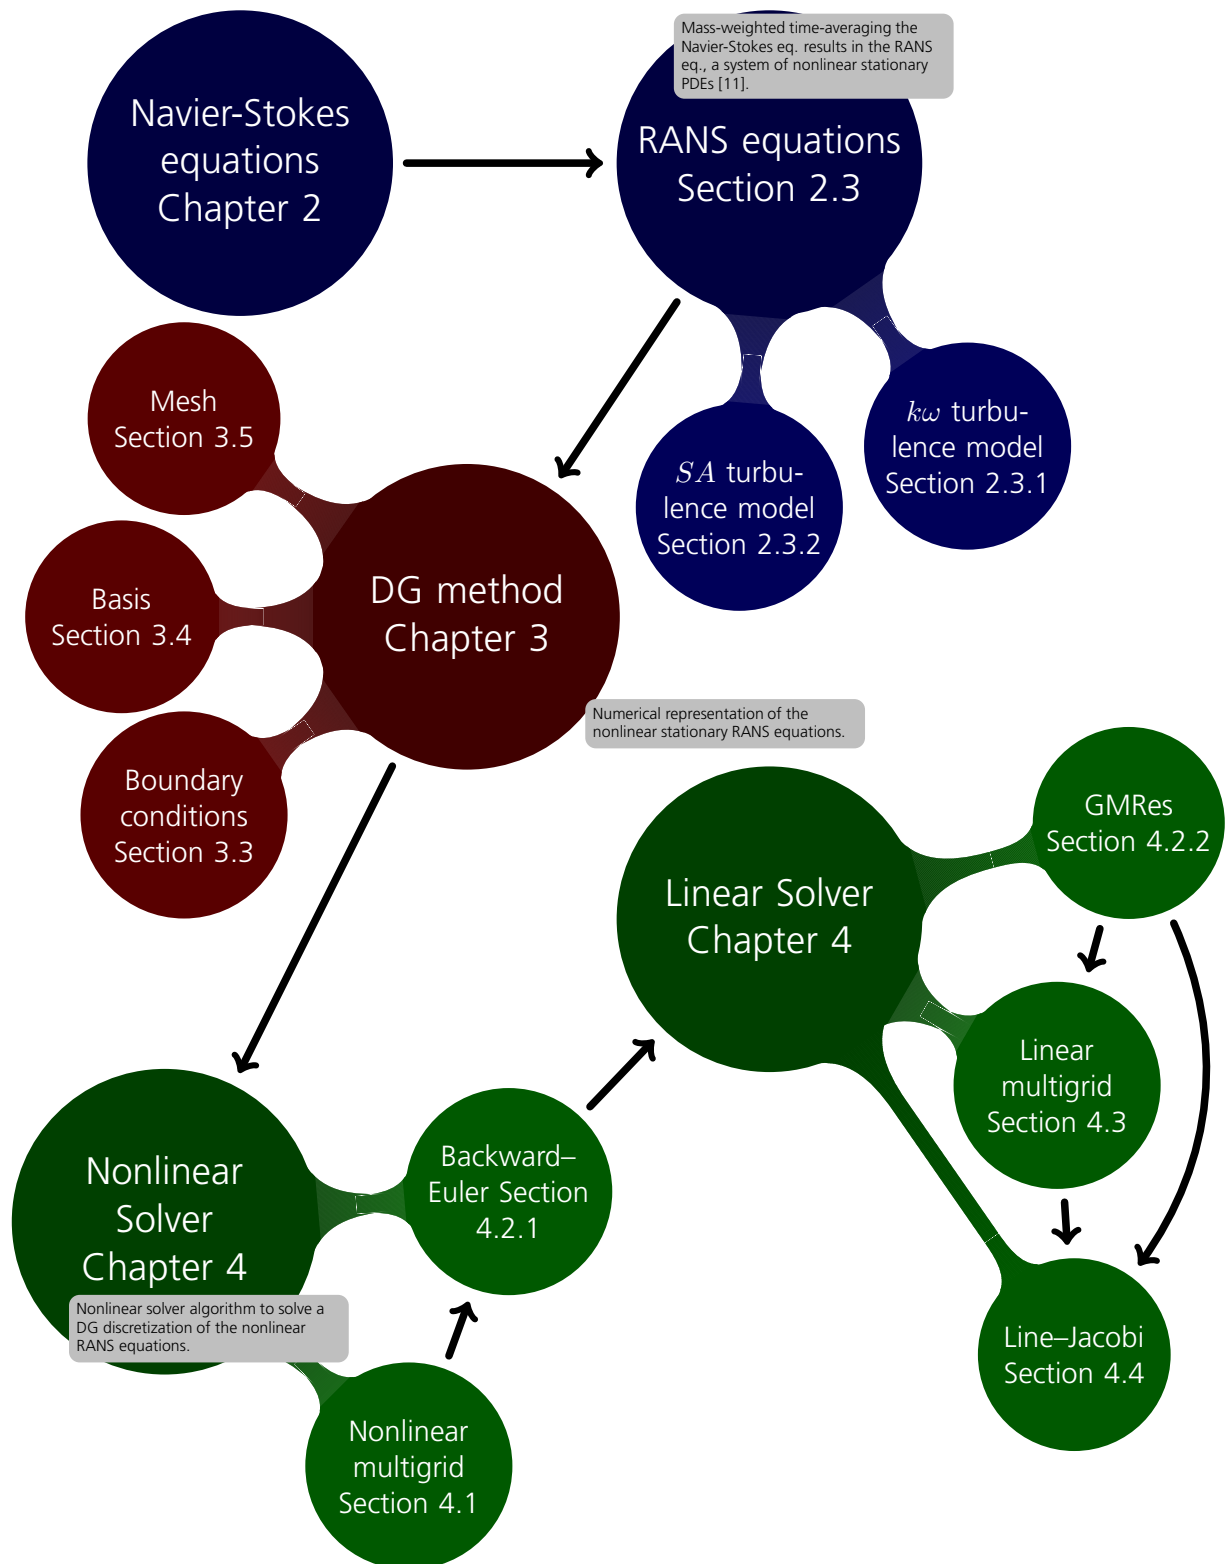 Navier-Stokes
equations
Chapter 2
Mass-weighted time-averaging the
Navier-Stokes eq. results in the RANS
eq., a system of nonlinear stationary
PDEs [11].
RANS equations
Section 2.3
kω turbu-
lence model
Section 2.3.1
SA turbu-
lence model
Section 2.3.2
Mesh
Section 3.5
Basis
Section 3.4
DG method
Chapter 3
Numerical representation of the
nonlinear stationary RANS equations.
Boundary
conditions
Section 3.3
GMRes
Section 4.2.2
Linear Solver
Chapter 4
Linear
multigrid
Section 4.3
Line–Jacobi
Section 4.4
Nonlinear
Solver
Chapter 4
Nonlinear solver algorithm to solve a
DG discretization of the nonlinear
RANS equations.
Backward–
Euler Section
4.2.1
Nonlinear
multigrid
Section 4.1